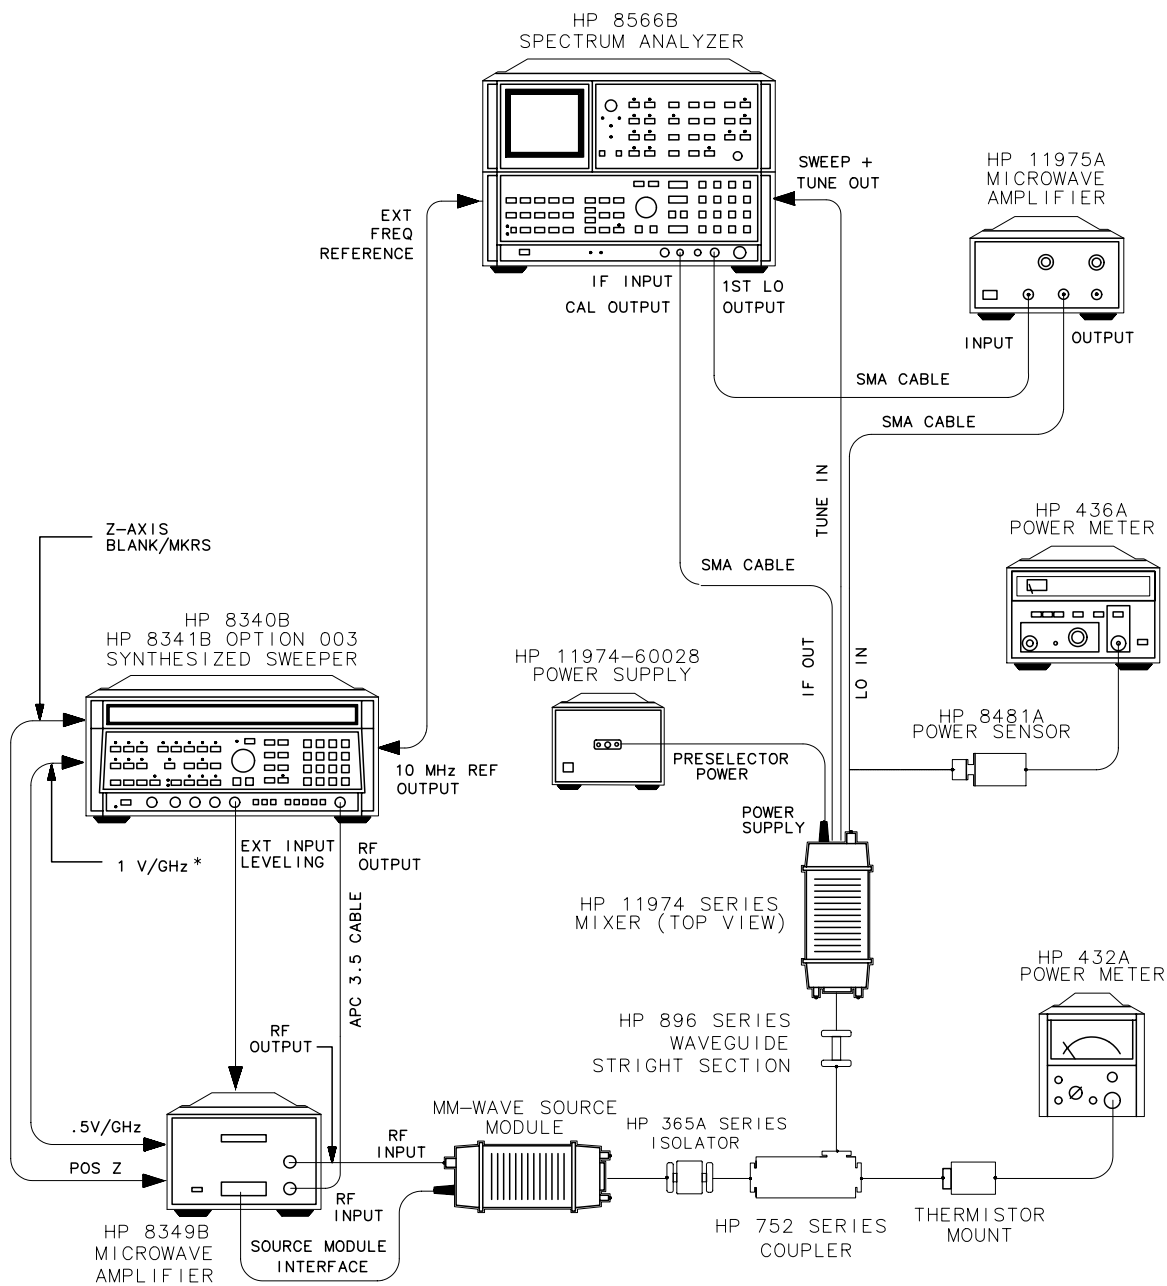 HP 8566B
SPECTRUM ANALYZER
SWEEP +
TUNE OUT
HP 11975A
MICROWAVE
AMPLIFIER
EXT
FREQ
REFERENCE
IF INPUT
CAL OUTPUT
1ST LO
OUTPUT
INPUT
OUTPUT
SMA CABLE
SMA CABLE
TUNE IN
HP 436A
POWER METER
Z-AXIS
BLANK/MKRS
SMA CABLE
HP 8340B
HP 8341B OPTION 003
SYNTHESIZED SWEEPER
HP 11974-60028
POWER SUPPLY
IF OUT
LO IN
HP 8481A
POWER SENSOR
PRESELECTOR
POWER
10 MHz REF
OUTPUT
POWER
SUPPLY
1 V/GHz *
EXT INPUT
LEVELING
RF
OUTPUT
APC 3.5 CABLE
HP 11974 SERIES
MIXER (TOP VIEW)
HP 432A
POWER METER
HP 896 SERIES
WAVEGUIDE
STRIGHT SECTION
RF
OUTPUT
MM-WAVE SOURCE
MODULE
HP 365A SERIES
ISOLATOR
.5V/GHz
RF
INPUT
POS Z
RF
INPUT
HP 8349B
MICROWAVE
AMPLIFIER
SOURCE MODULE
INTERFACE
HP 752 SERIES
COUPLER
THERMISTOR
MOUNT